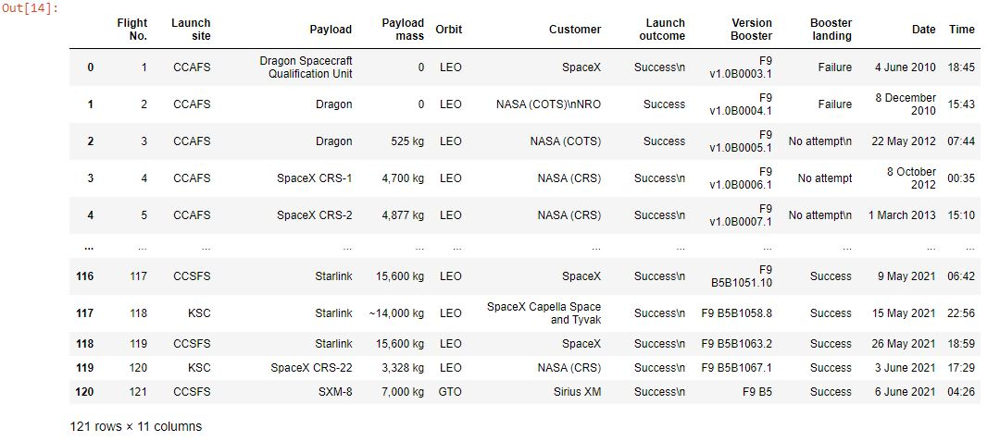 Out[14]:
Flight No. Launch site Payload Payload mass Orbit Customer Launch outcome Version Booster Booster landing Date Time
0 1 CCAFS Dragon Spacecraft Qualification Unit 0 LEO SpaceX Success\n F9 v1.0B0003.1 Failure 4 June 2010 18:45
1 2 CCAFS Dragon 0 LEO NASA (COTS)\nNRO Success F9 v1.0B0004.1 Failure 8 December 2010 15:43
2 3 CCAFS Dragon 525 kg LEO NASA (COTS) Success F9 v1.0B0005.1 No attempt\n 22 May 2012 07:44
3 4 CCAFS SpaceX CRS-1 4,700 kg LEO NASA (CRS) Success\n F9 v1.0B0006.1 No attempt 8 October 2012 00:35
4 5 CCAFS SpaceX CRS-2 4,877 kg LEO NASA (CRS) Success\n F9 v1.0B0007.1 No attempt\n 1 March 2013 15:10
... ... ... ... ... ... ... ... ... ... ... ...
116 117 CCSFS Starlink 15,600 kg LEO SpaceX Success\n F9 B5B1051.10 Success 9 May 2021 06:42
117 118 KSC Starlink ~14,000 kg LEO SpaceX Capella Space and Tyvak Success\n F9 B5B1058.8 Success 15 May 2021 22:56
118 119 CCSFS Starlink 15,600 kg LEO SpaceX Success\n F9 B5B1063.2 Success 26 May 2021 18:59
119 120 KSC SpaceX CRS-22 3,328 kg LEO NASA (CRS) Success\n F9 B5B1067.1 Success 3 June 2021 17:29
120 121 CCSFS SXM-8 7,000 kg GTO Sirius XM Success\n F9 B5 Success 6 June 2021 04:26
121 rows × 11 columns